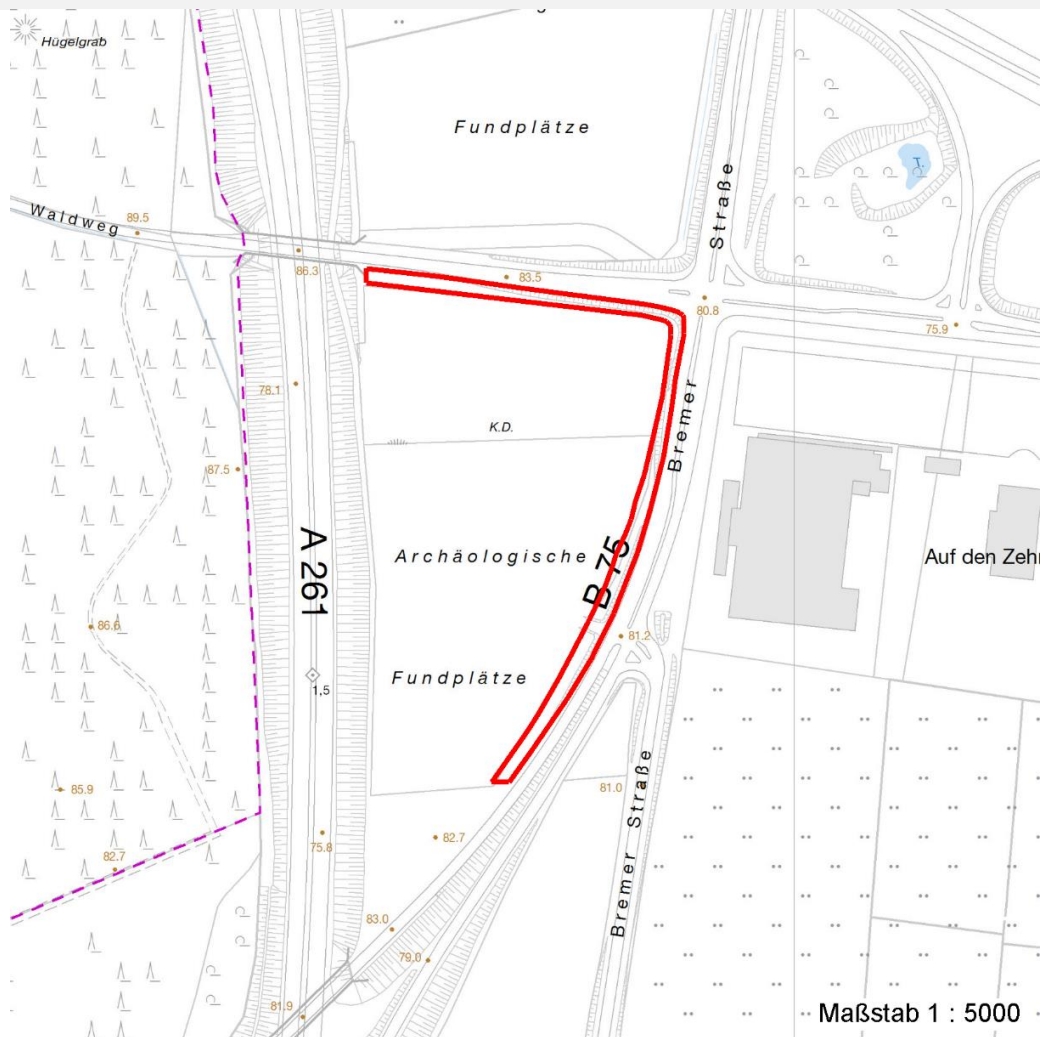 Hügelgrab
Fundplätze
T.
Straße
Waldweg
89.5
86.3
83.5
80.8
75.9
78.1
Bremer
K.D.
87.5
A 261
Archäologische
B 75
Auf den Zehn
86.6
81.2
Fundplätze
1,5
85.9
81.0
Bremer Straße
82.7
75.8
82.7
83.0
79.0
81.9
Maßstab 1 : 5000